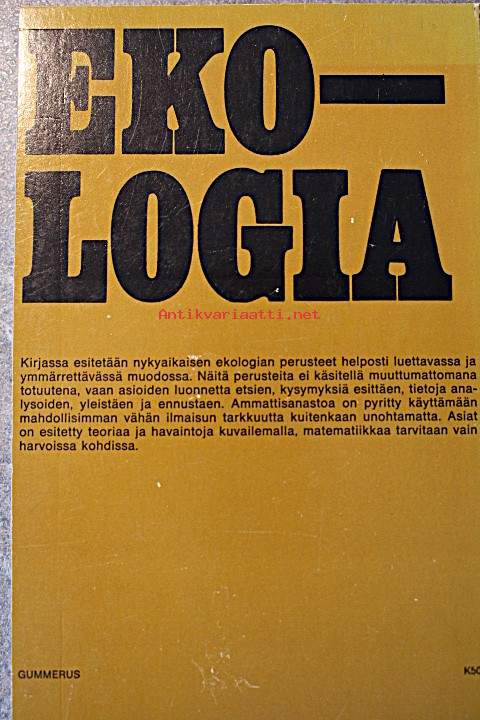 EKO—
LOGIA
Antikvariaatti.net
Kirjassa esitetään nykyaikaisen ekologian perusteet helposti luettavassa ja
ymmärrettävässä muodossa. Näitä perusteita ei käsitellä muuttumattomana
totuutena, vaan asioiden luonnetta etsien, kysymyksiä esittäen, tietoja ana-
lysoiden, yleistäen ja ennustaen. Ammattisanastoa on pyritty käyttämään
mahdollisimman vähän ilmaisun tarkkuutta kuitenkaan unohtamatta. Asiat
on esitetty teoriaa ja havaintoja kuvailemalla, matematiikkaa tarvitaan vain
harvoissa kohdissa.
GUMMERUS